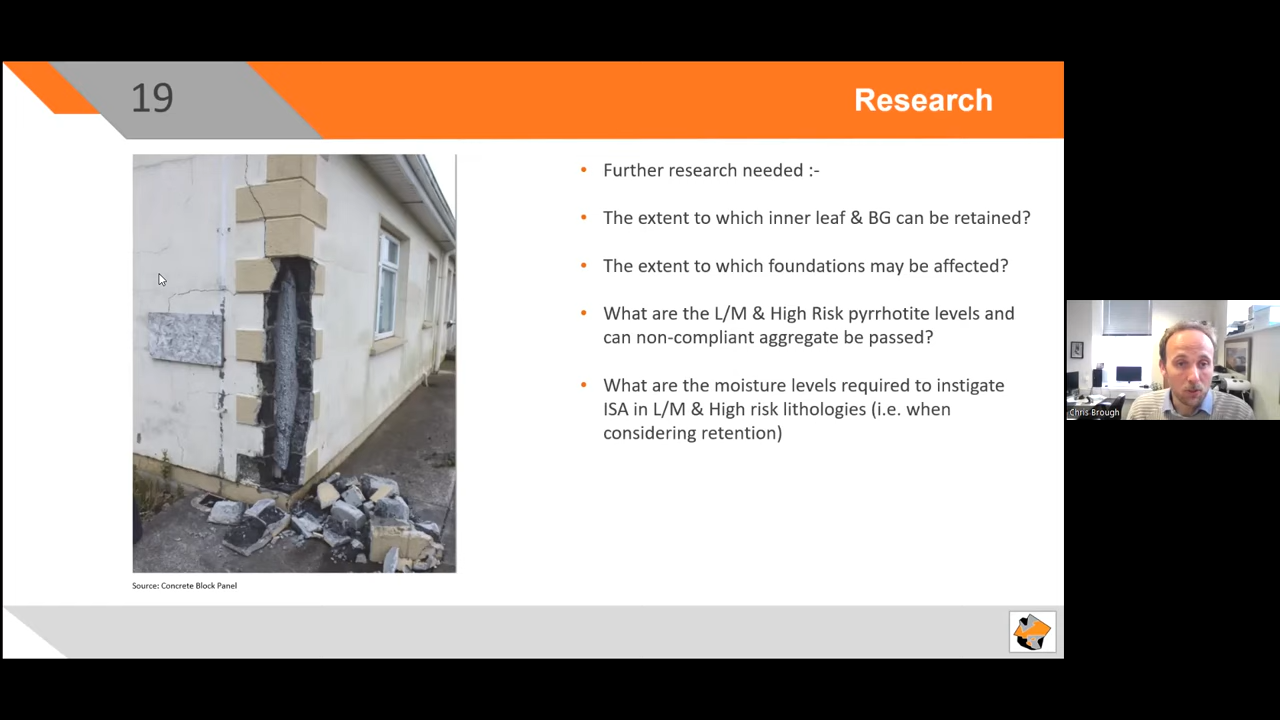 19
Research
Further research needed :-
The extent to which inner leaf & BG can be retained?
The extent to which foundations may be affected?
What are the L/M & High Risk pyrrhotite levels and
can non-compliant aggregate be passed?
What are the moisture levels required to instigate
ISA in L/M & High risk lithologies (i.e. when
considering retention)
Source: Concrete Block Panel
Chris Brough